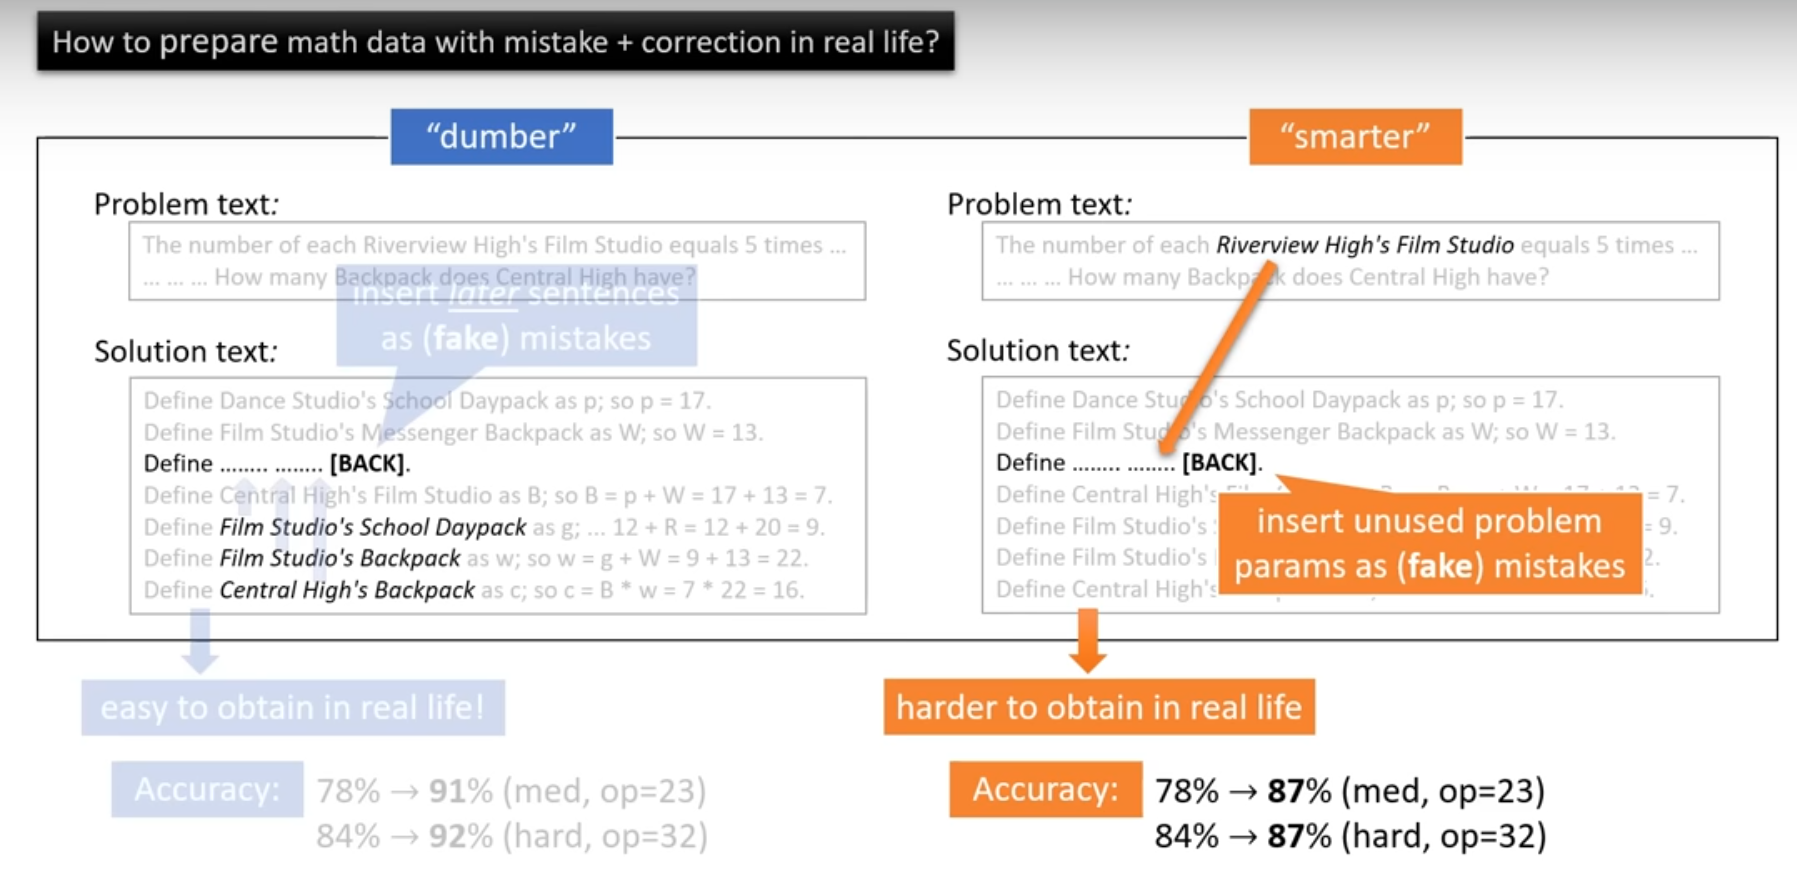 How to prepare math data with mistake + correction in real life?
“dumber”
Problem text:
The number of each Riverview High's Film Studio equals 5 times ...
... ... ... How many Backpack does Central High have?
insert later sentences
as (fake) mistakes
Solution text:
Define Dance Studio's School Daypack as p; so p = 17.
Define Film Studio's Messenger Backpack as W; so W = 13.
Define ........ ........ [BACK].
Define Central High's Film Studio as B; so B = p + W = 17 + 13 = 7.
Define Film Studio's School Daypack as g; ... 12 + R = 12 + 20 = 9.
Define Film Studio's Backpack as w; so w = g + W = 9 + 13 = 22.
Define Central High's Backpack as c; so c = B * w = 7 * 22 = 16.
easy to obtain in real life!
Accuracy:
78% → 91% (med, op=23)
84% → 92% (hard, op=32)
“smarter”
Problem text:
The number of each Riverview High's Film Studio equals 5 times ...
... ... ... How many Backpack does Central High have?
Solution text:
Define Dance Studio's School Daypack as p; so p = 17.
Define Film Studio's Messenger Backpack as W; so W = 13.
Define ........ ........ [BACK].
Define Central High's = 7.
Define Film Studio's = 9.
Define Film Studio's 2.
Define Central High's
insert unused problem
params as (fake) mistakes
harder to obtain in real life
Accuracy:
78% → 87% (med, op=23)
84% → 87% (hard, op=32)